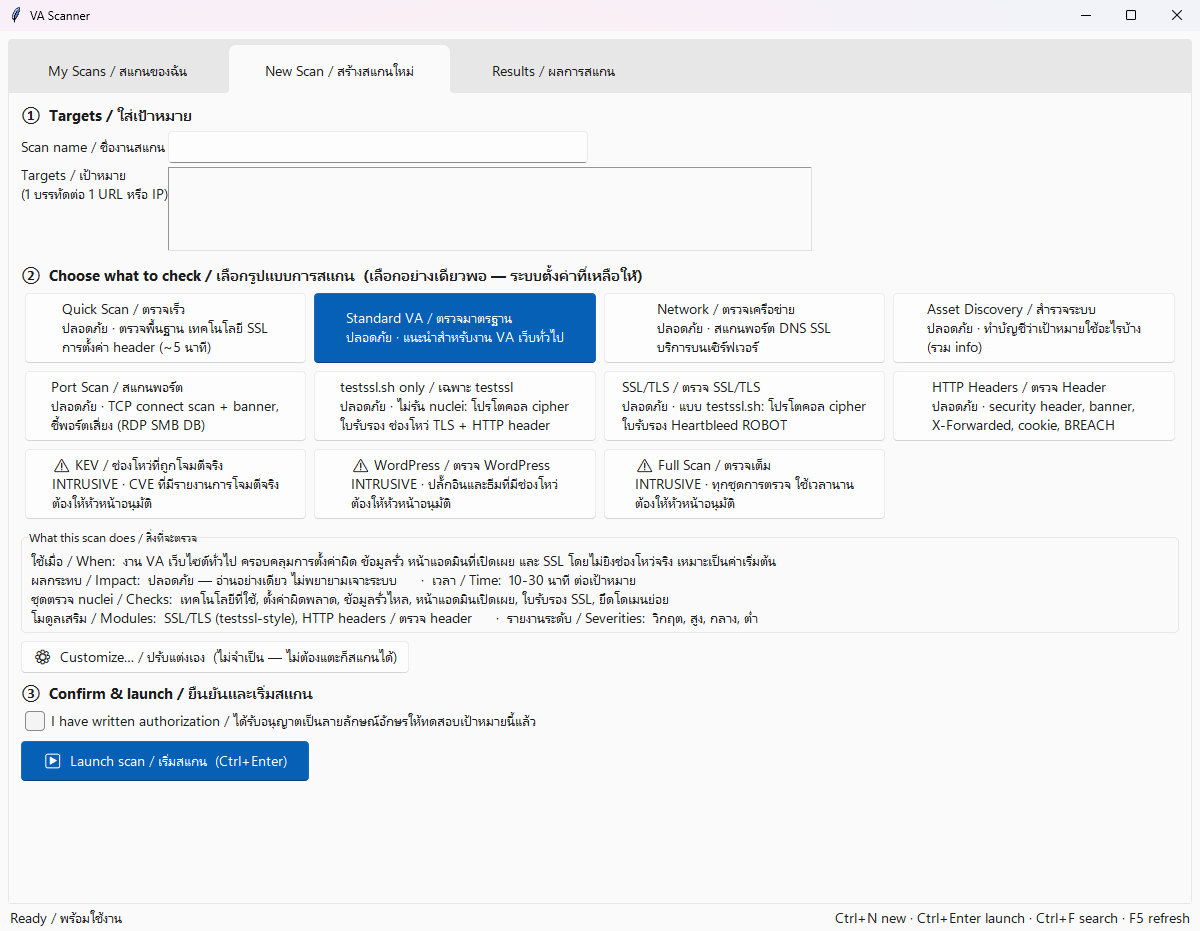 VA Scanner
My Scans / สแกนของฉัน
New Scan / สร้างสแกนใหม่
Results / ผลการสแกน
① Targets / ใส่เป้าหมาย
Scan name / ชื่องานสแกน
Targets / เป้าหมาย
(1 บรรทัดต่อ 1 URL หรือ IP)
② Choose what to check / เลือกรูปแบบการสแกน (เลือกอย่างเดียวพอ — ระบบตั้งค่าที่เหลือให้)
Quick Scan / ตรวจเร็ว
ปลอดภัย · ตรวจพื้นฐาน เทคโนโลยี SSL
การตั้งค่า header (~5 นาที)
Standard VA / ตรวจมาตรฐาน
ปลอดภัย · แนะนำสำหรับงาน VA เว็บทั่วไป
Network / ตรวจเครือข่าย
ปลอดภัย · สแกนพอร์ต DNS SSL
บริการบนเซิร์ฟเวอร์
Asset Discovery / สำรวจระบบ
ปลอดภัย · ทำบัญชีว่าเป้าหมายใช้อะไรบ้าง
(รวม info)
Port Scan / สแกนพอร์ต
ปลอดภัย · TCP connect scan + banner,
ชี้พอร์ตเสี่ยง (RDP SMB DB)
testssl.sh only / เฉพาะ testssl
ปลอดภัย · ไม่รัน nuclei: โปรโตคอล cipher
ใบรับรอง ช่องโหว่ TLS + HTTP header
SSL/TLS / ตรวจ SSL/TLS
ปลอดภัย · แบบ testssl.sh: โปรโตคอล cipher
ใบรับรอง Heartbleed ROBOT
HTTP Headers / ตรวจ Header
ปลอดภัย · security header, banner,
X-Forwarded, cookie, BREACH
⚠ KEV / ช่องโหว่ที่ถูกโจมตีจริง
INTRUSIVE · CVE ที่มีรายงานการโจมตีจริง
ต้องให้หัวหน้าอนุมัติ
⚠ WordPress / ตรวจ WordPress
INTRUSIVE · ปลั๊กอินและธีมที่มีช่องโหว่
ต้องให้หัวหน้าอนุมัติ
⚠ Full Scan / ตรวจเต็ม
INTRUSIVE · ทุกชุดการตรวจ ใช้เวลานาน
ต้องให้หัวหน้าอนุมัติ
What this scan does / สิ่งที่จะตรวจ
ใช้เมื่อ / When: งาน VA เว็บไซต์ทั่วไป ครอบคลุมการตั้งค่าผิด ข้อมูลรั่ว หน้าแอดมินที่เปิดเผย และ SSL โดยไม่ยิงช่องโหว่จริง เหมาะเป็นค่าเริ่มต้น
ผลกระทบ / Impact: ปลอดภัย — อ่านอย่างเดียว ไม่พยายามเจาะระบบ · เวลา / Time: 10-30 นาที ต่อเป้าหมาย
ชุดตรวจ nuclei / Checks: เทคโนโลยีที่ใช้, ตั้งค่าผิดพลาด, ข้อมูลรั่วไหล, หน้าแอดมินเปิดเผย, ใบรับรอง SSL, ยึดโดเมนย่อย
โมดูลเสริม / Modules: SSL/TLS (testssl-style), HTTP headers / ตรวจ header · รายงานระดับ / Severities: วิกฤต, สูง, กลาง, ต่ำ
Customize... / ปรับแต่งเอง (ไม่จำเป็น — ไม่ต้องแตะก็สแกนได้)
③ Confirm & launch / ยืนยันและเริ่มสแกน
I have written authorization / ได้รับอนุญาตเป็นลายลักษณ์อักษรให้ทดสอบเป้าหมายนี้แล้ว
Launch scan / เริ่มสแกน (Ctrl+Enter)
Ready / พร้อมใช้งาน
Ctrl+N new · Ctrl+Enter launch · Ctrl+F search · F5 refresh